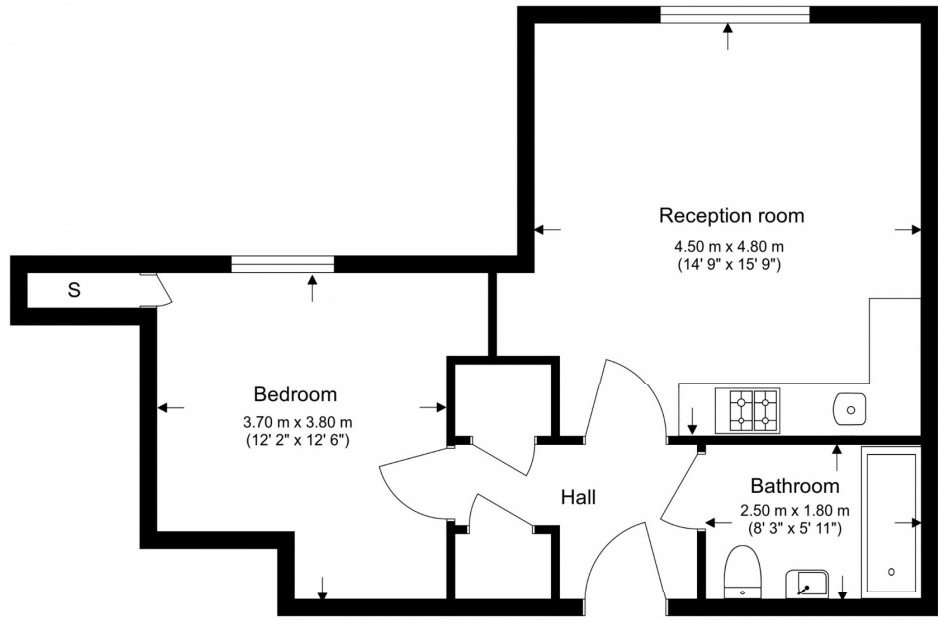 Reception room
4.50 m x 4.80 m
(14' 9" x 15' 9")
S
Bedroom
3.70 m x 3.80 m
(12' 2" x 12' 6")
Hall
Bathroom
2.50 m x 1.80 m
(8' 3" x 5' 11")